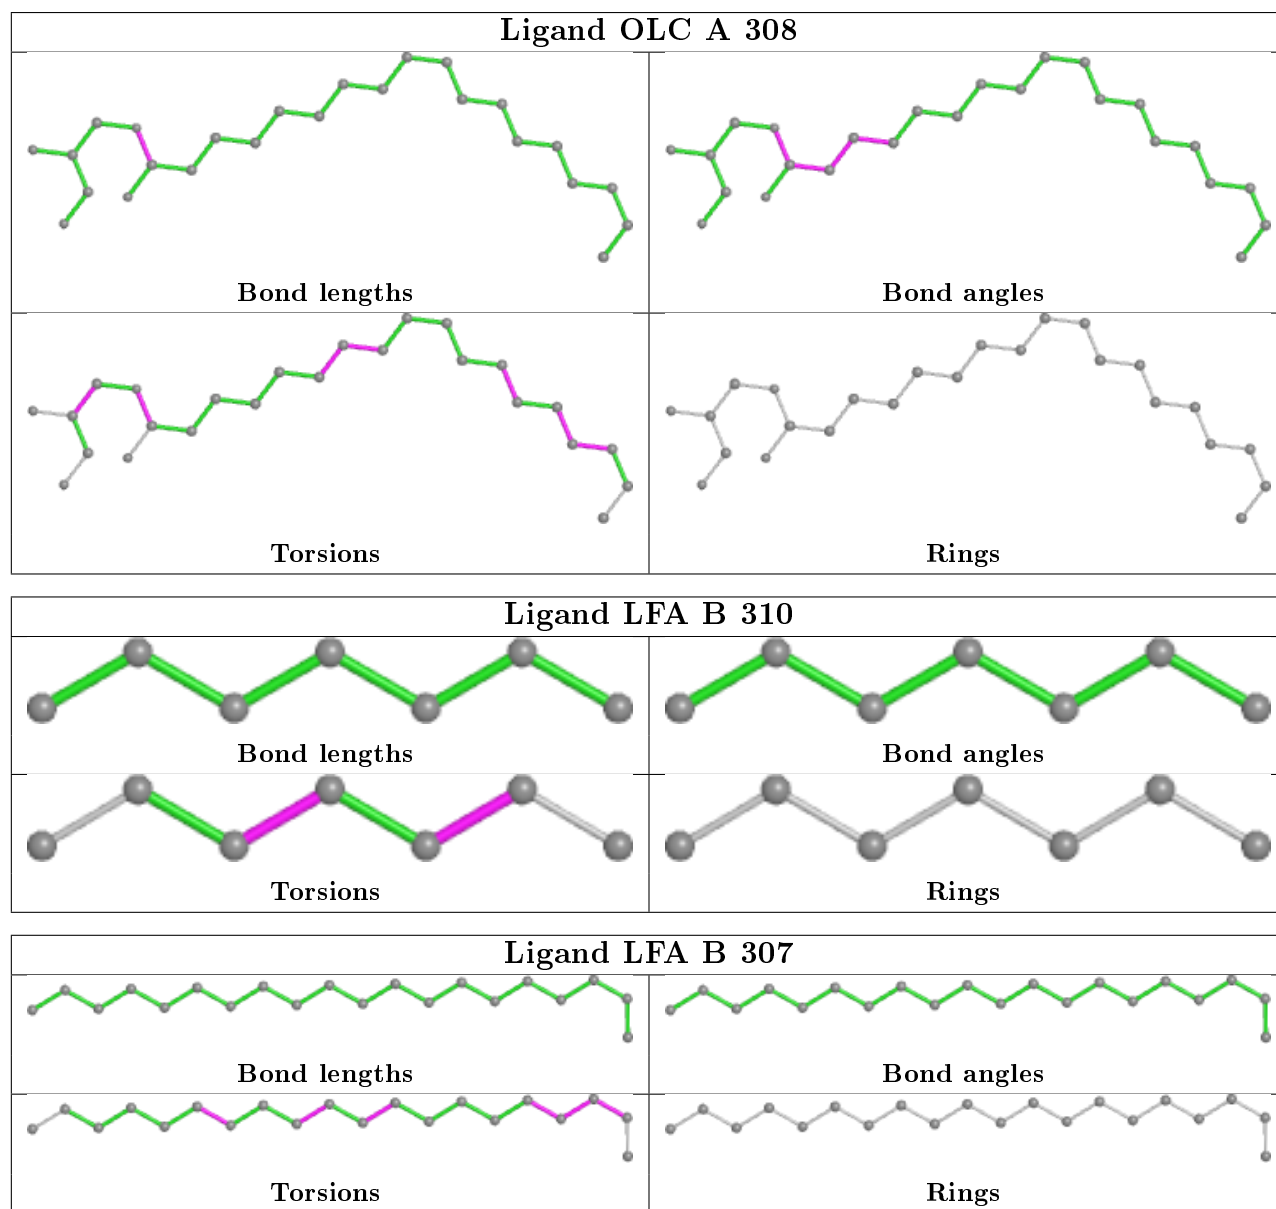 Ligand OLC A 308
Bond lengths
Bond angles
Torsions
Rings
Ligand LFA B 310
Bond lengths
Bond angles
Torsions
Rings
Ligand LFA B 307
Bond lengths
Bond angles
Torsions
Rings